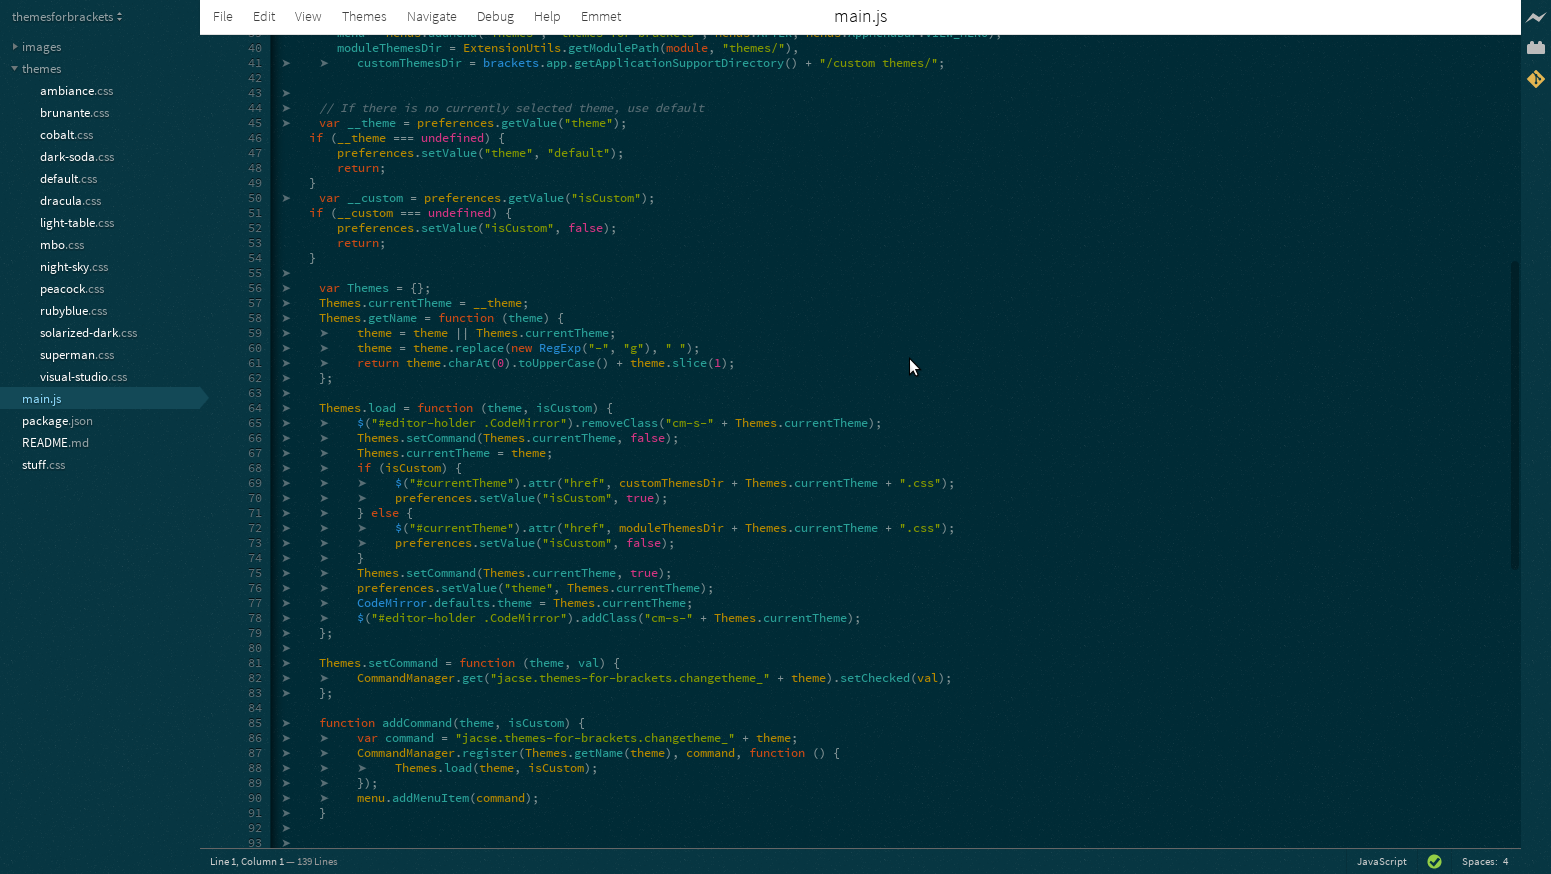 themesforbrackets
File Edit View Themes Navigate Debug Help Emmet
main.js
images
themes
ambiance.css
brunante.css
cobalt.css
dark-soda.css
default.css
dracula.css
light-table.css
mbo.css
night-sky.css
peacock.css
rubyblue.css
solarized-dark.css
superman.css
visual-studio.css
main.js
package.json
README.md
stuff.css
40 moduleThemesDir = ExtensionUtils.getModulePath(module, "themes/"),
41 customThemesDir = brackets.app.getApplicationSupportDirectory() + "/custom themes/";
42
43
44 // If there is no currently selected theme, use default
45 var __theme = preferences.getValue("theme");
46 if (__theme === undefined) {
47 preferences.setValue("theme", "default");
48 return;
49 }
50 var __custom = preferences.getValue("isCustom");
51 if (__custom === undefined) {
52 preferences.setValue("isCustom", false);
53 return;
54 }
55
56 var Themes = {};
57 Themes.currentTheme = __theme;
58 Themes.getName = function (theme) {
59 theme = theme || Themes.currentTheme;
60 theme = theme.replace(new RegExp("-", "g"), " ");
61 return theme.charAt(0).toUpperCase() + theme.slice(1);
62 };
63
64 Themes.load = function (theme, isCustom) {
65 $("#editor-holder .CodeMirror").removeClass("cm-s-" + Themes.currentTheme);
66 Themes.setCommand(Themes.currentTheme, false);
67 Themes.currentTheme = theme;
68 if (isCustom) {
69 $("#currentTheme").attr("href", customThemesDir + Themes.currentTheme + ".css");
70 preferences.setValue("isCustom", true);
71 } else {
72 $("#currentTheme").attr("href", moduleThemesDir + Themes.currentTheme + ".css");
73 preferences.setValue("isCustom", false);
74 }
75 Themes.setCommand(Themes.currentTheme, true);
76 preferences.setValue("theme", Themes.currentTheme);
77 CodeMirror.defaults.theme = Themes.currentTheme;
78 $("#editor-holder .CodeMirror").addClass("cm-s-" + Themes.currentTheme);
79 };
80
81 Themes.setCommand = function (theme, val) {
82 CommandManager.get("jacse.themes-for-brackets.changetheme_" + theme).setChecked(val);
83 };
84
85 function addCommand(theme, isCustom) {
86 var command = "jacse.themes-for-brackets.changetheme_" + theme;
87 CommandManager.register(Themes.getName(theme), command, function () {
88 Themes.load(theme, isCustom);
89 });
90 menu.addMenuItem(command);
91 }
92
93
Line 1, Column 1 — 139 Lines
JavaScript Spaces: 4